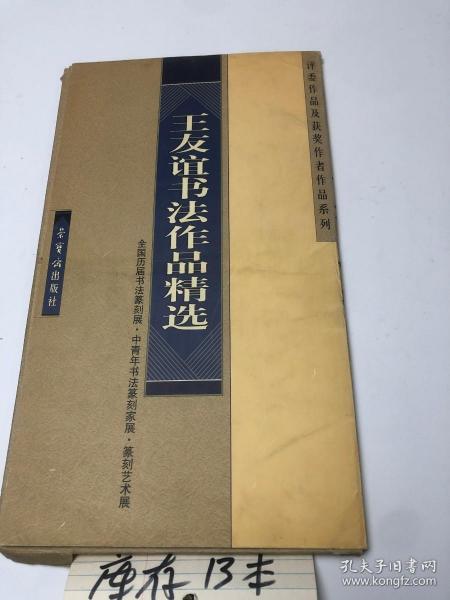 评委作品及获奖作者作品系列
王友谊书法作品精选
全国历届书法篆刻展·中青年书法篆刻家展·篆刻艺术展
荣宝斋出版社
库存13本
孔夫子旧书网
www.kongfz.com